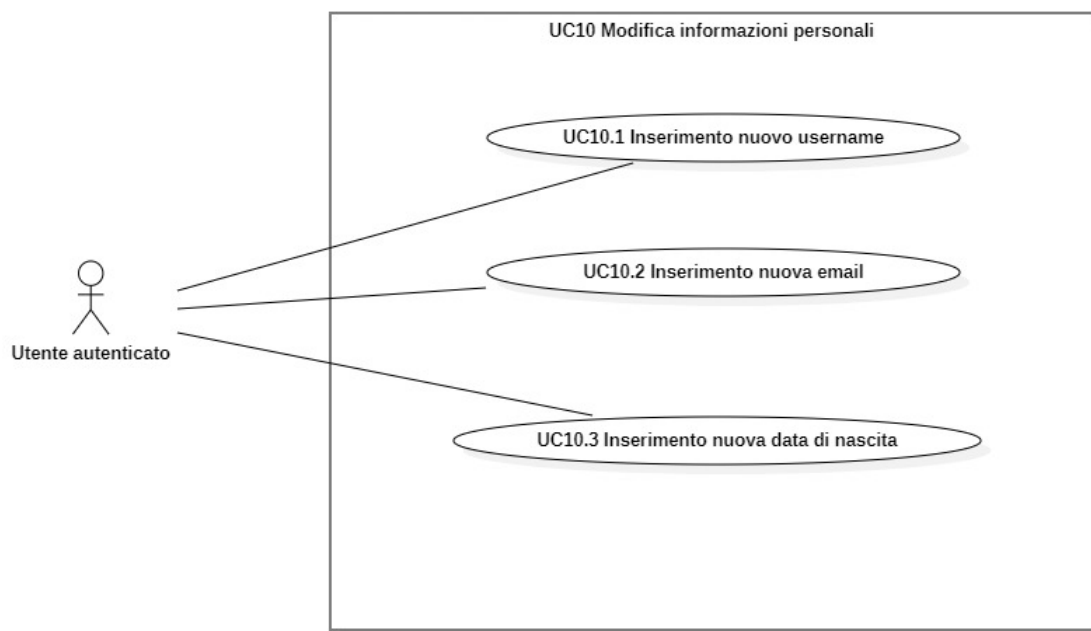 UC10 Modifica informazioni personali
UC10.1 Inserimento nuovo username
UC10.2 Inserimento nuova email
Utente autenticato
UC10.3 Inserimento nuova data di nascita